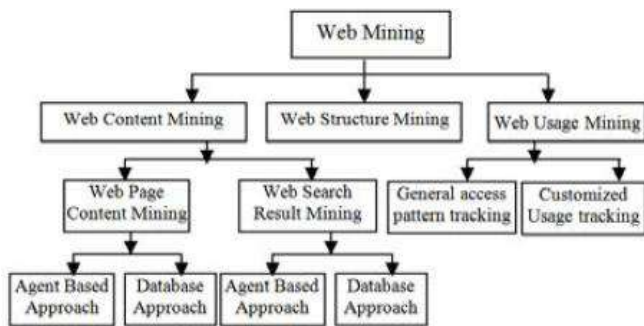 Web Mining
Web Content Mining
Web Structure Mining
Web Usage Mining
Web Page
Content Mining
Web Search
Result Mining
General access
pattern tracking
Customized
Usage tracking
Agent Based
Approach
Database
Approach
Agent Based
Approach
Database
Approach